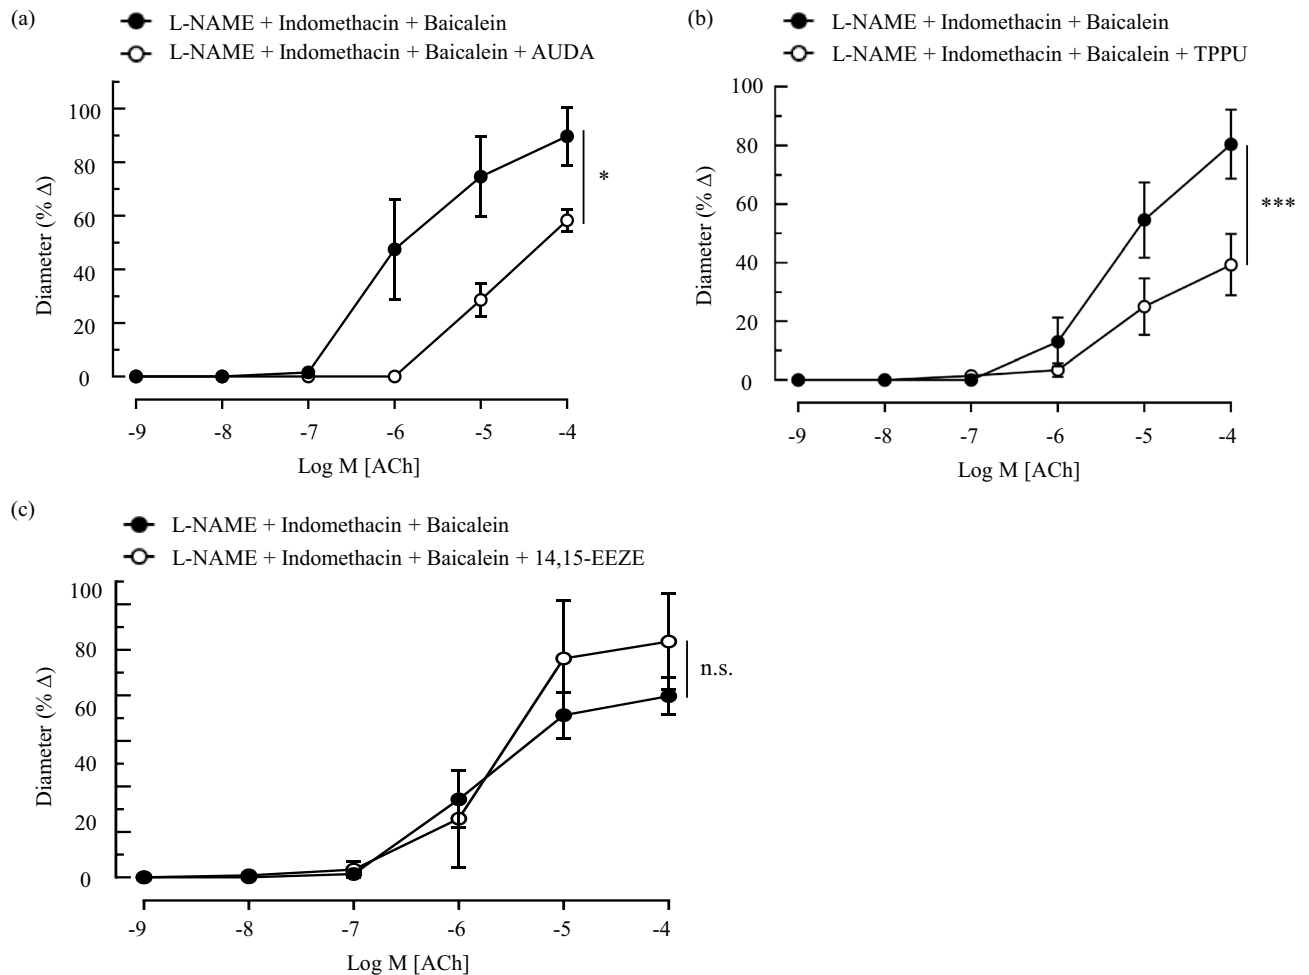 (a)
L-NAME + Indomethacin + Baicalein
L-NAME + Indomethacin + Baicalein + AUDA
100
80
60
40
20
0
Diameter (% Δ)
*
-9 -8 -7 -6 -5 -4
Log M [ACh]
(b)
L-NAME + Indomethacin + Baicalein
L-NAME + Indomethacin + Baicalein + TPPU
100
80
60
40
20
0
Diameter (% Δ)
***
-9 -8 -7 -6 -5 -4
Log M [ACh]
(c)
L-NAME + Indomethacin + Baicalein
L-NAME + Indomethacin + Baicalein + 14,15-EEZE
100
80
60
40
20
0
Diameter (% Δ)
n.s.
-9 -8 -7 -6 -5 -4
Log M [ACh]